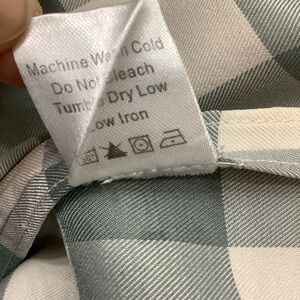 Machine Wash Cold
Do Not Bleach
Tumble Dry Low
Low Iron